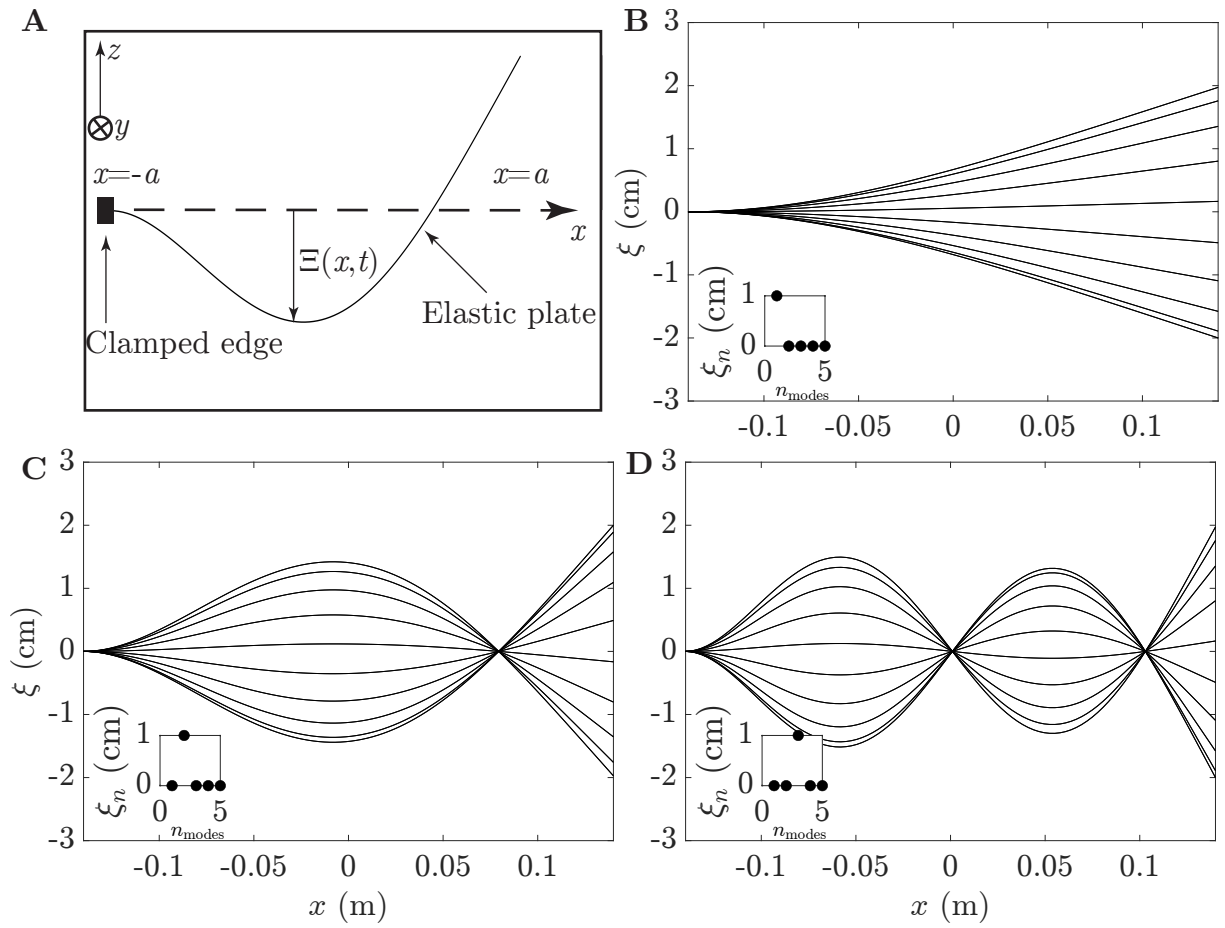 A
z
y
x=-a
x=a
x
Ξ(x,t)
Elastic plate
Clamped edge
B
3
2
1
0
-1
-2
-3
ξ (cm)
-0.1
-0.05
0
0.05
0.1
ξn (cm)
1
0
0
5
nmodes
C
3
2
1
0
-1
-2
-3
ξ (cm)
-0.1
-0.05
0
0.05
0.1
x (m)
ξn (cm)
1
0
0
5
nmodes
D
3
2
1
0
-1
-2
-3
-0.1
-0.05
0
0.05
0.1
x (m)
ξn (cm)
1
0
0
5
nmodes